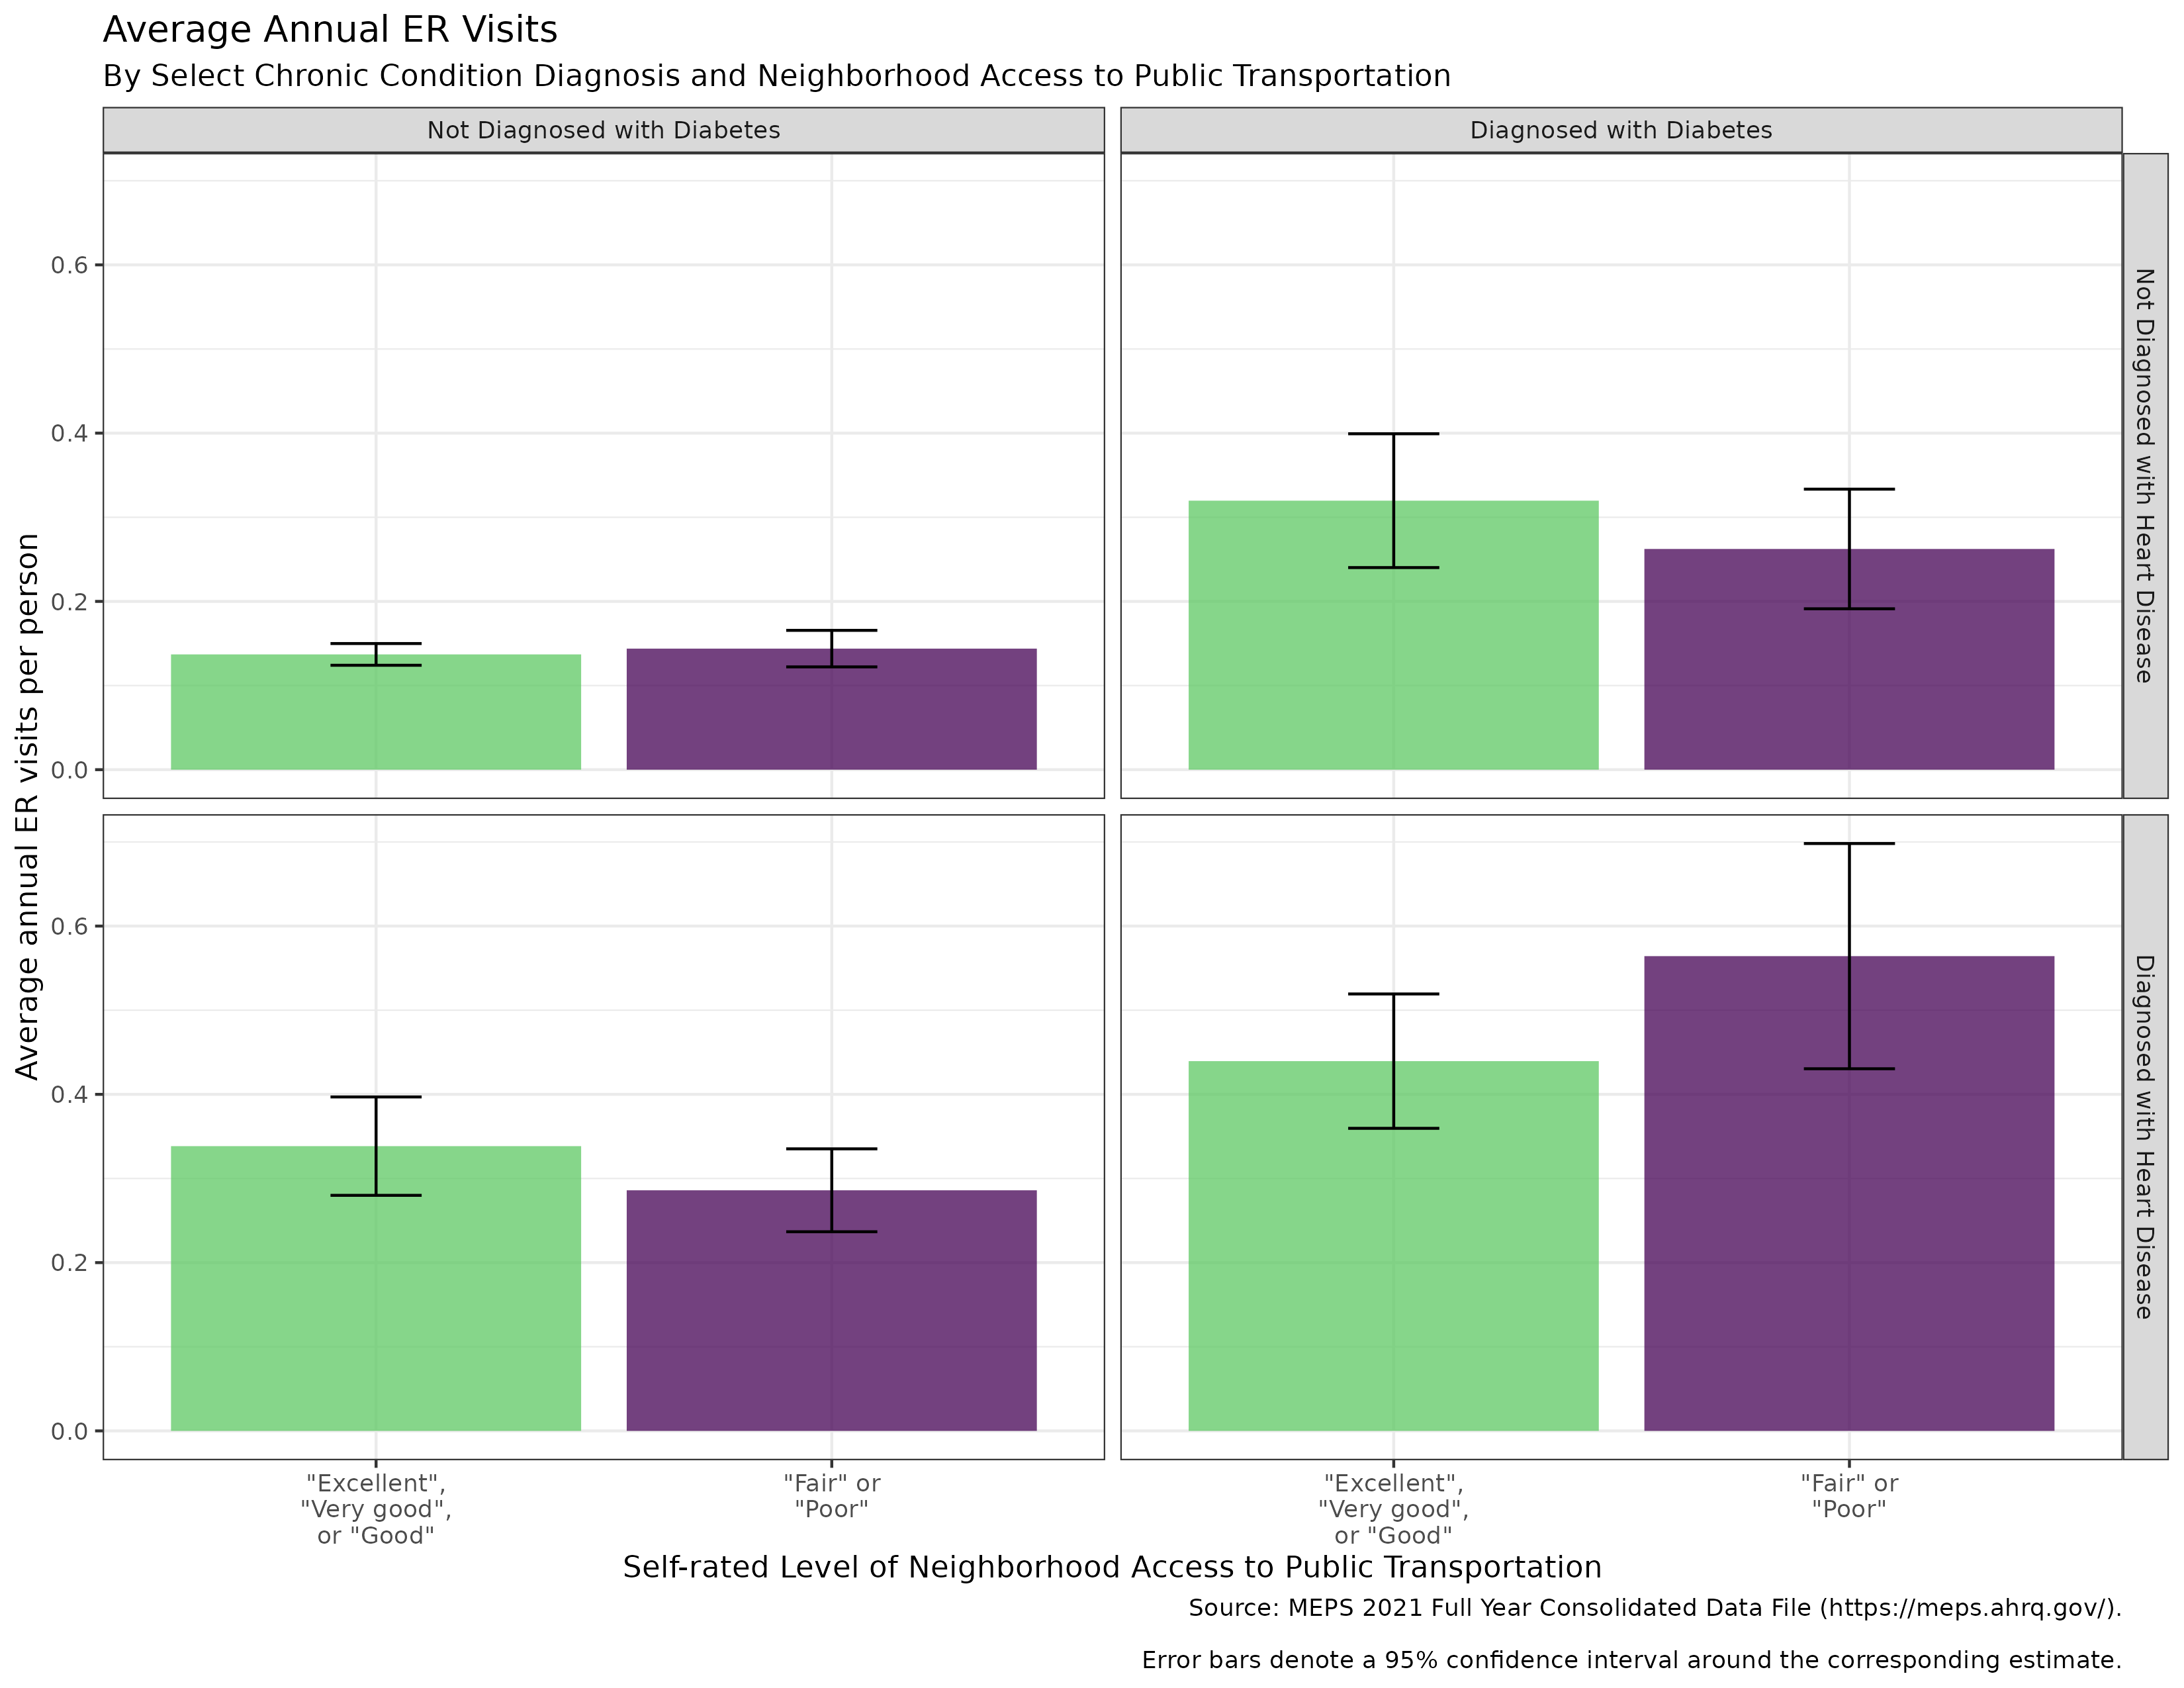 Average Annual ER Visits
By Select Chronic Condition Diagnosis and Neighborhood Access to Public Transportation
Not Diagnosed with Diabetes
Diagnosed with Diabetes
Not Diagnosed with Heart Disease
Diagnosed with Heart Disease
Average annual ER visits per person
0.6
0.4
0.2
0.0
0.6
0.4
0.2
0.0
"Excellent",
"Very good",
or "Good"
"Fair" or
"Poor"
"Excellent",
"Very good",
or "Good"
"Fair" or
"Poor"
Self-rated Level of Neighborhood Access to Public Transportation
Source: MEPS 2021 Full Year Consolidated Data File (https://meps.ahrq.gov/).
Error bars denote a 95% confidence interval around the corresponding estimate.